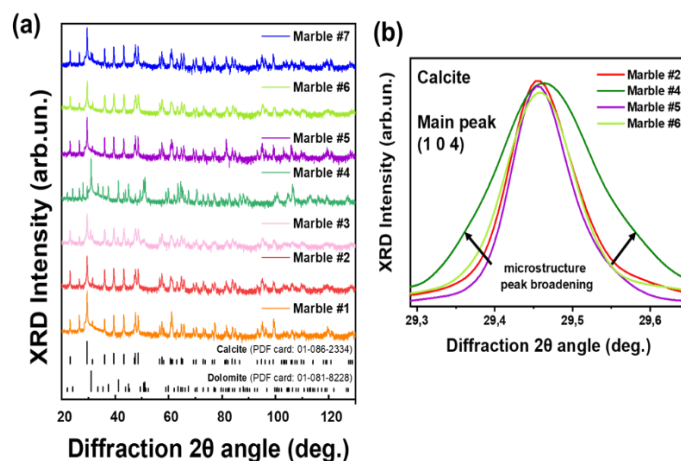 (a)
XRD Intensity (arb.un.)
Marble #7
Marble #6
Marble #5
Marble #4
Marble #3
Marble #2
Marble #1
Calcite (PDF card: 01-086-2334)
Dolomite (PDF card: 01-081-8228)
20 40 60 80 100 120
Diffraction 2θ angle (deg.)
(b)
XRD Intensity (arb.un.)
Calcite
Main peak
(1 0 4)
Marble #2
Marble #4
Marble #5
Marble #6
microstructure
peak broadening
29,3 29,4 29,5 29,6
Diffraction 2θ angle (deg.)